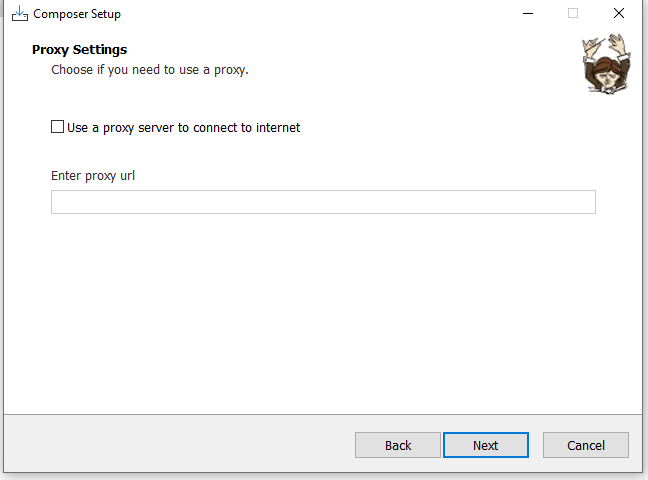 Composer Setup
Proxy Settings
Choose if you need to use a proxy.
Use a proxy server to connect to internet
Enter proxy url
Back
Next
Cancel